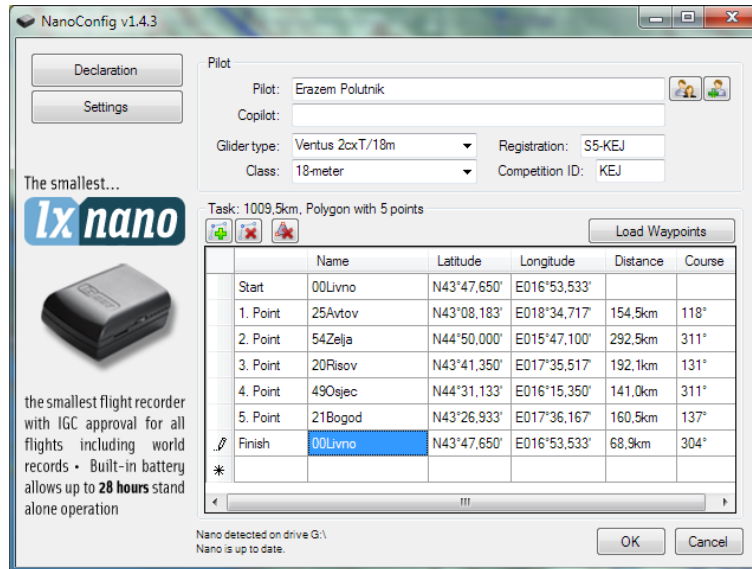 NanoConfig v1.4.3
Declaration
Settings
The smallest...
lx nano
the smallest flight recorder
with IGC approval for all
flights including world
records • Built-in battery
allows up to 28 hours stand
alone operation
Pilot
Pilot: Erazem Polutnik
Copilot:
Glider type: Ventus 2cxT/18m Registration: S5-KEJ
Class: 18-meter Competition ID: KEJ
Task: 1009,5km, Polygon with 5 points
Load Waypoints
Name Latitude Longitude Distance Course
Start 00Livno N43°47,650' E016°53,533'
1. Point 25Avtov N43°08,183' E018°34,717' 154,5km 118°
2. Point 54Zelja N44°50,000' E015°47,100' 292,5km 311°
3. Point 20Risov N43°41,350' E017°35,517' 192,1km 131°
4. Point 49Osjec N44°31,133' E016°15,350' 141,0km 311°
5. Point 21Bogod N43°26,933' E017°36,167' 160,5km 137°
Finish 00Livno N43°47,650' E016°53,533' 68,9km 304°
Nano detected on drive G:\
Nano is up to date.
OK Cancel